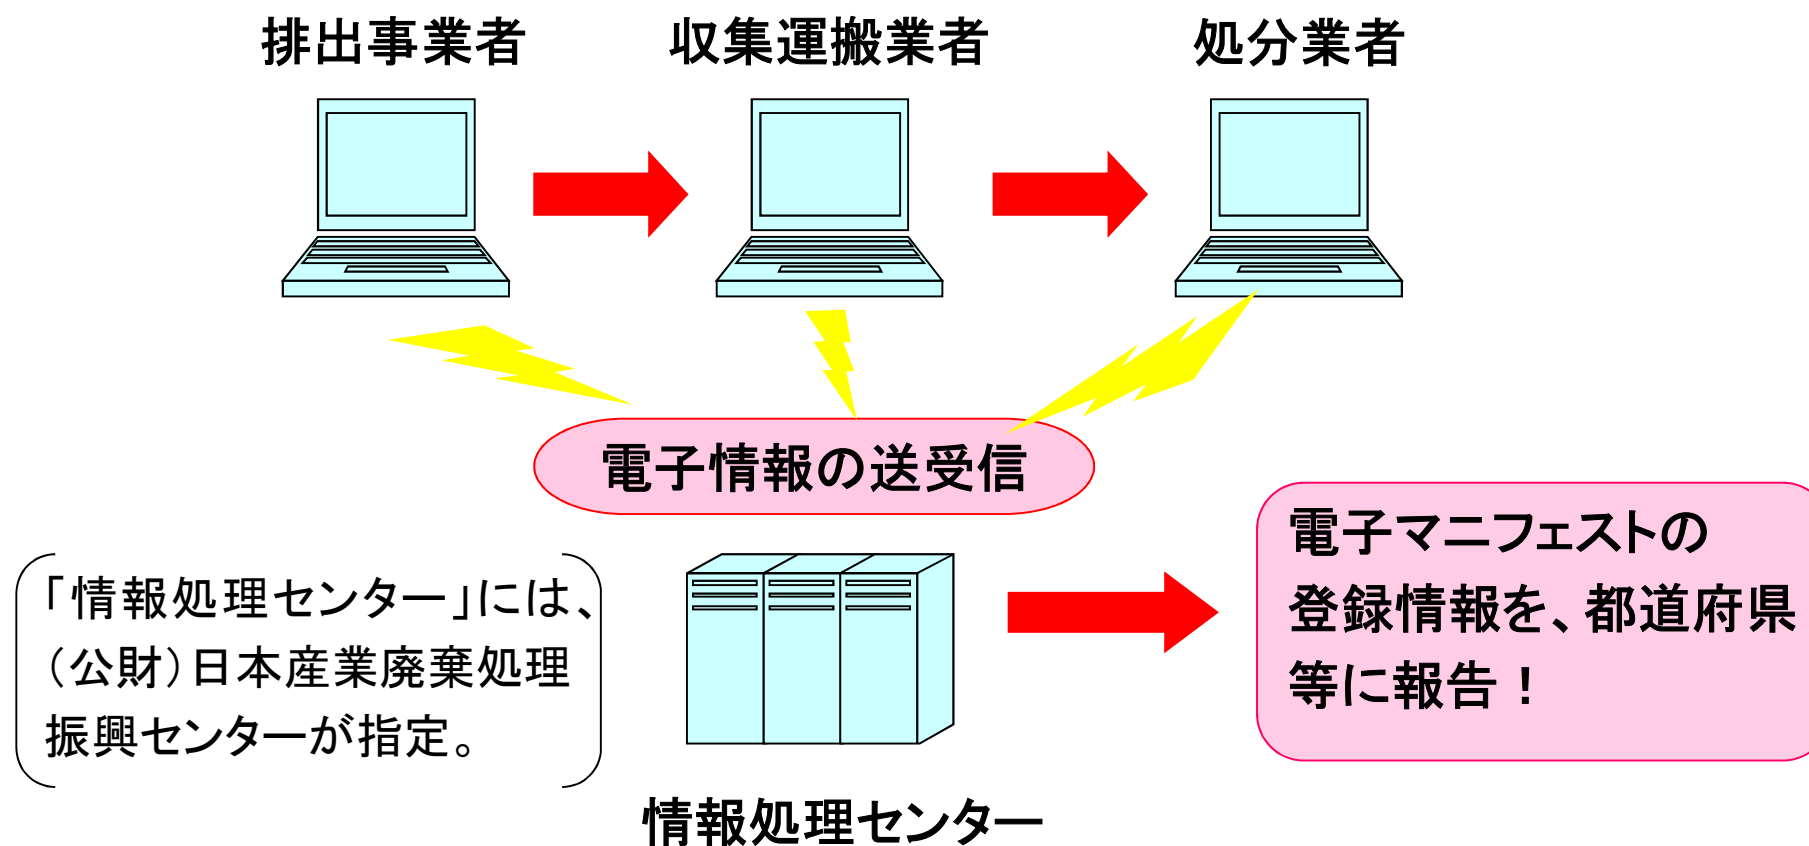 排出事業者
収集運搬業者
処分業者
電子情報の送受信
電子マニフェストの
登録情報を、都道府県
等に報告！
「情報処理センター」には、
（公財）日本産業廃棄処理
振興センターが指定。
情報処理センター